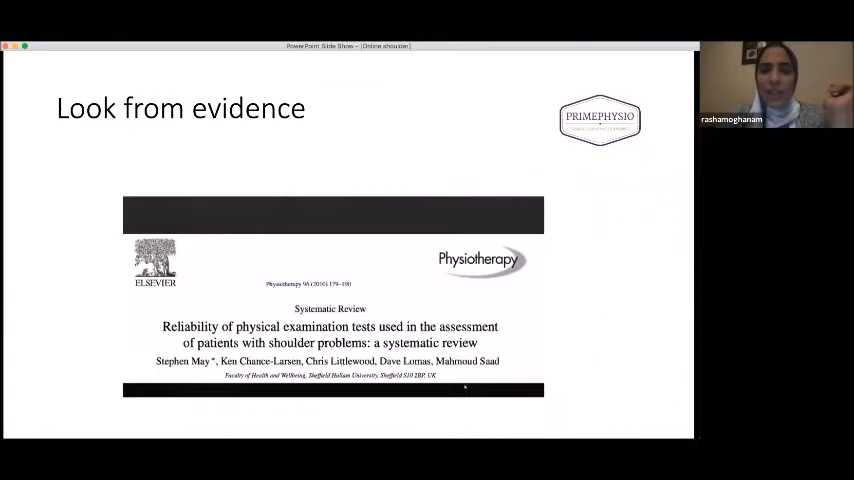 PowerPoint Slide Show - [Online shoulder]
Look from evidence
PRIMEPHYSIO
rashamoghanam
ELSEVIER
Physiotherapy
Physiotherapy 96 (2010) 179–190
Systematic Review
Reliability of physical examination tests used in the assessment
of patients with shoulder problems: a systematic review
Stephen May*, Ken Chance-Larsen, Chris Littlewood, Dave Lomas, Mahmoud Saad
Faculty of Health and Wellbeing, Sheffield Hallam University, Sheffield S10 2BP, UK